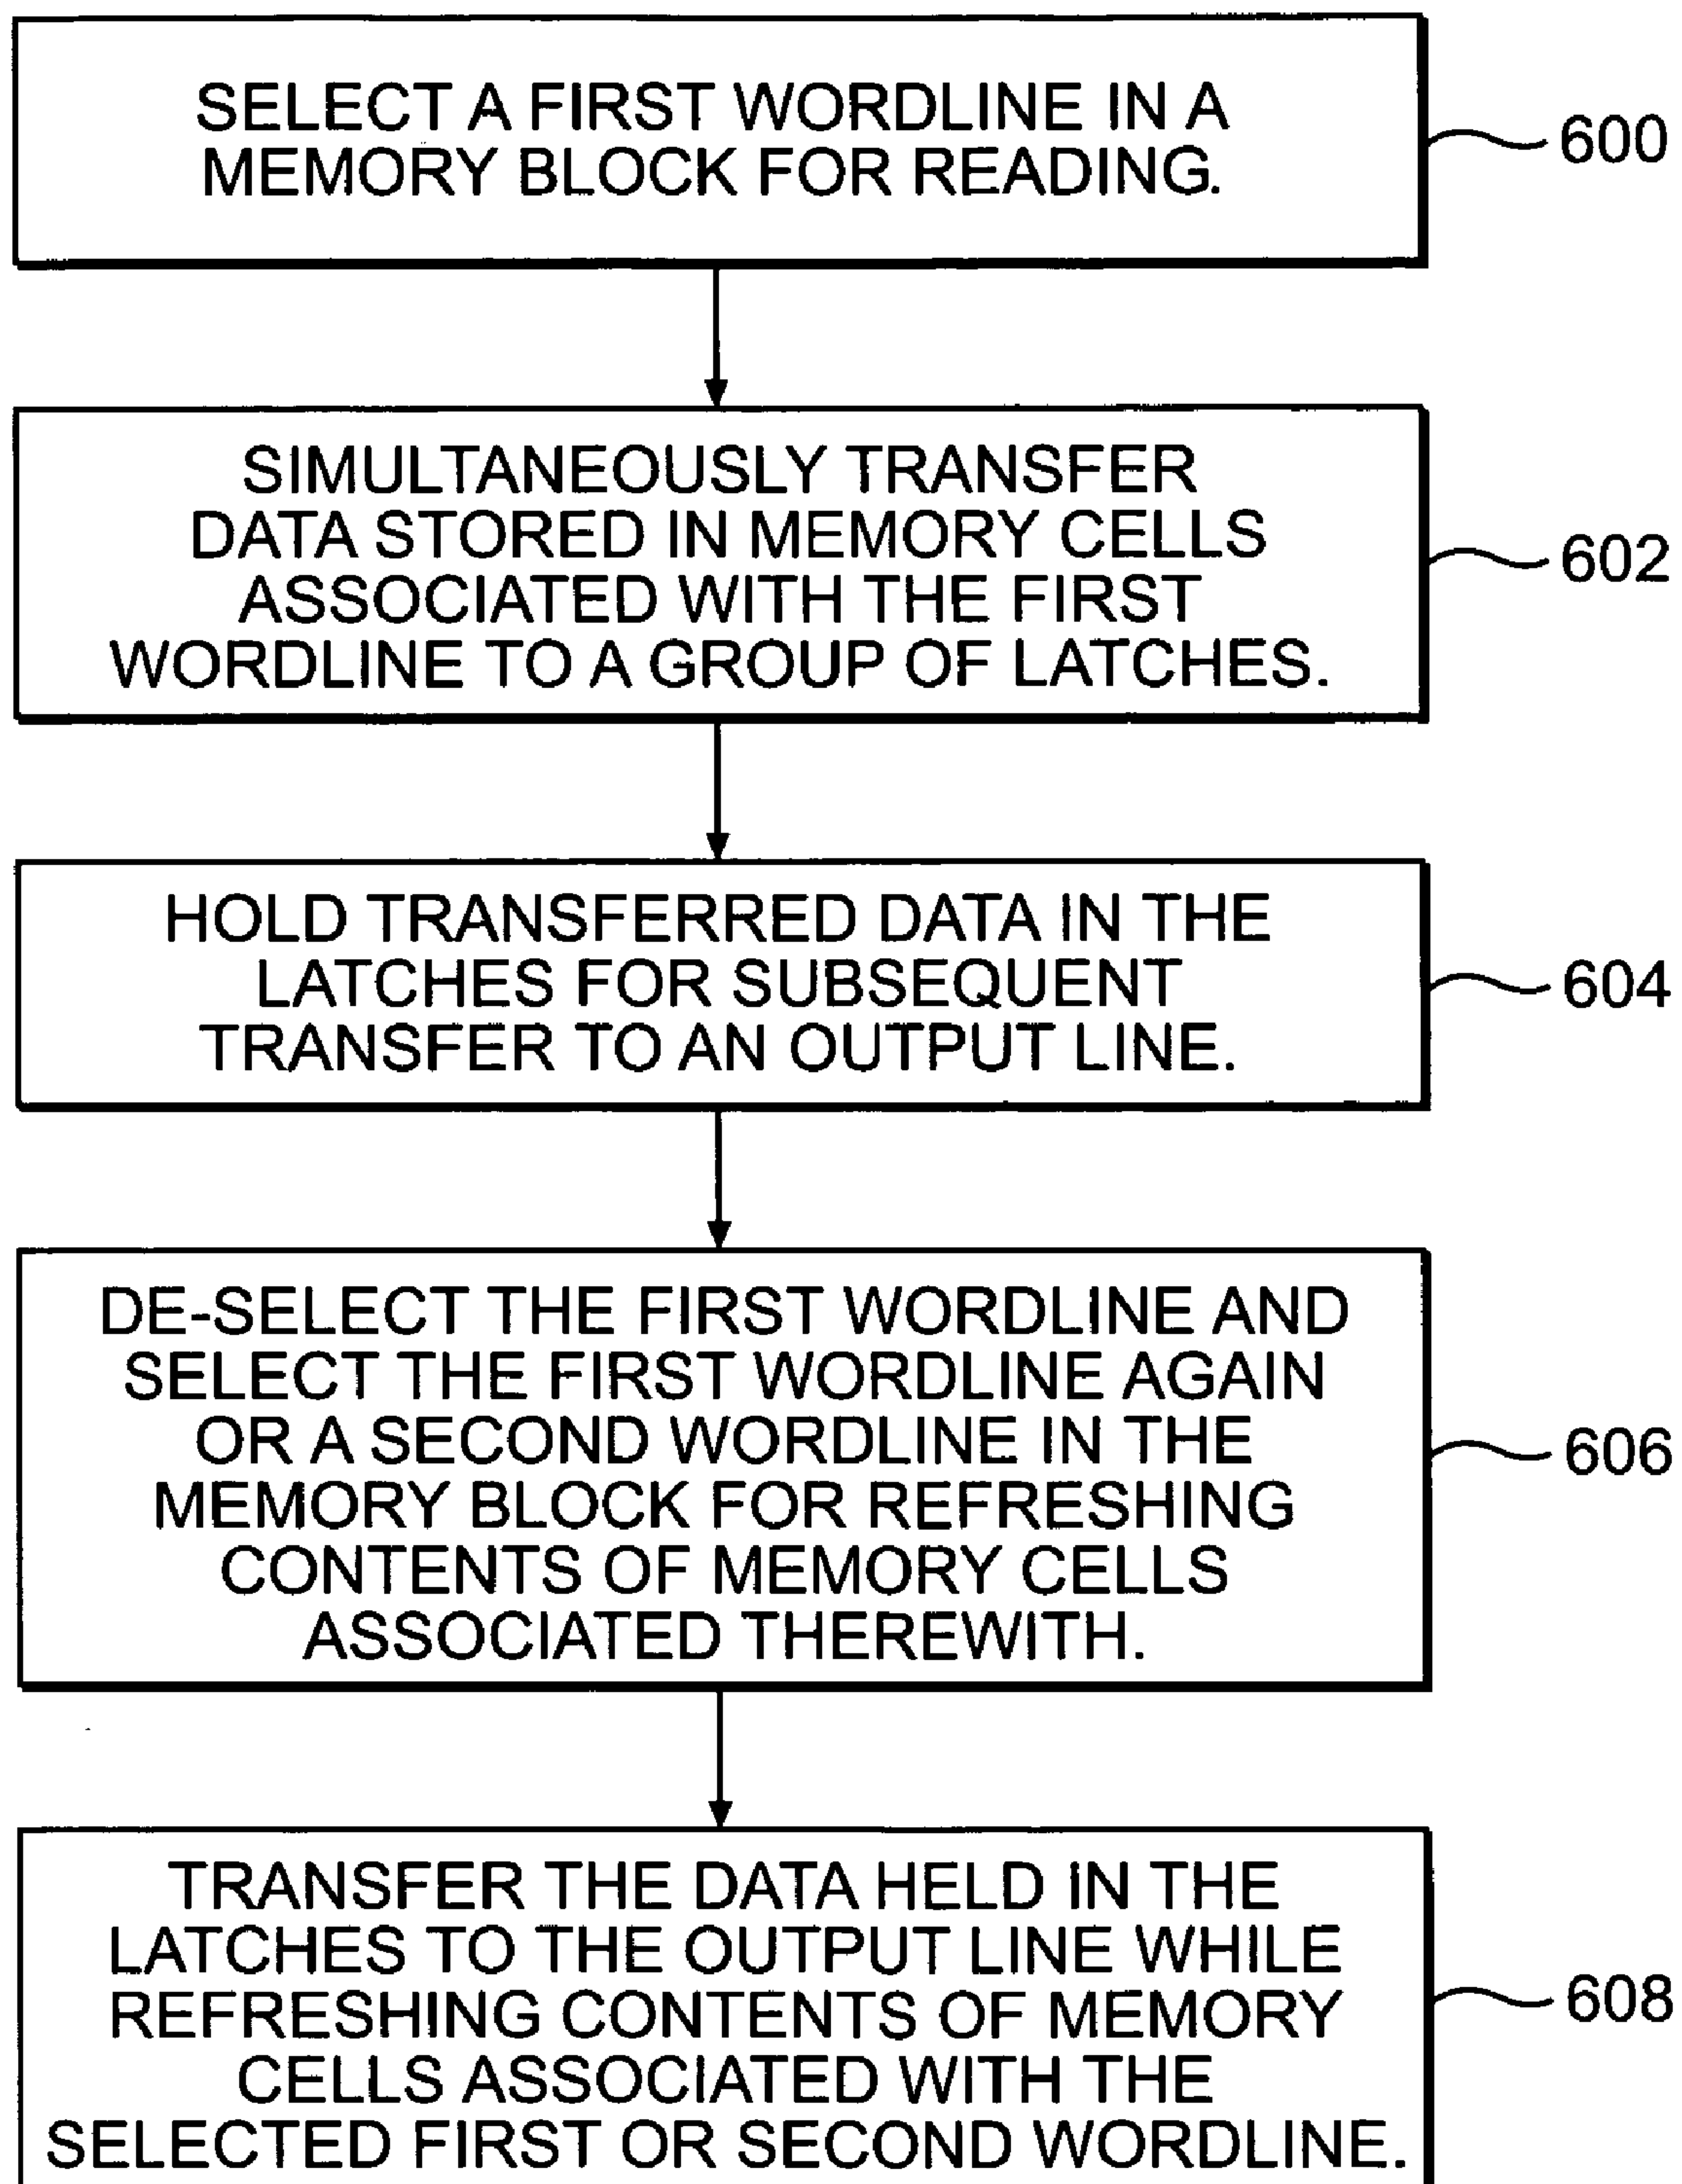 SELECT A FIRST WORDLINE IN A
MEMORY BLOCK FOR READING.
600
SIMULTANEOUSLY TRANSFER
DATA STORED IN MEMORY CELLS
ASSOCIATED WITH THE FIRST
WORDLINE TO A GROUP OF LATCHES.
602
HOLD TRANSFERRED DATA IN THE
LATCHES FOR SUBSEQUENT
TRANSFER TO AN OUTPUT LINE.
604
DE-SELECT THE FIRST WORDLINE AND
SELECT THE FIRST WORDLINE AGAIN
OR A SECOND WORDLINE IN THE
MEMORY BLOCK FOR REFRESHING
CONTENTS OF MEMORY CELLS
ASSOCIATED THEREWITH.
606
TRANSFER THE DATA HELD IN THE
LATCHES TO THE OUTPUT LINE WHILE
REFRESHING CONTENTS OF MEMORY
CELLS ASSOCIATED WITH THE
SELECTED FIRST OR SECOND WORDLINE.
608